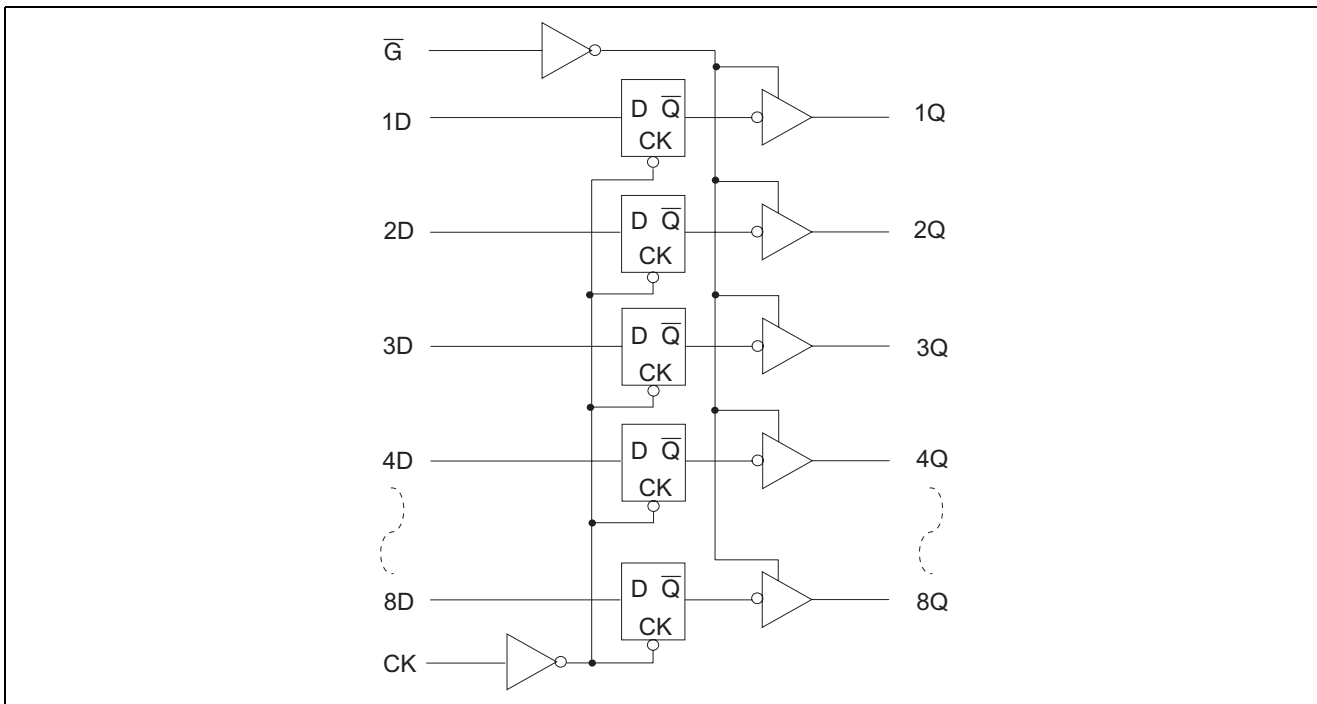 G̅
1D D Q̅ CK 1Q
2D D Q̅ CK 2Q
3D D Q̅ CK 3Q
4D D Q̅ CK 4Q
8D D Q̅ CK 8Q
CK